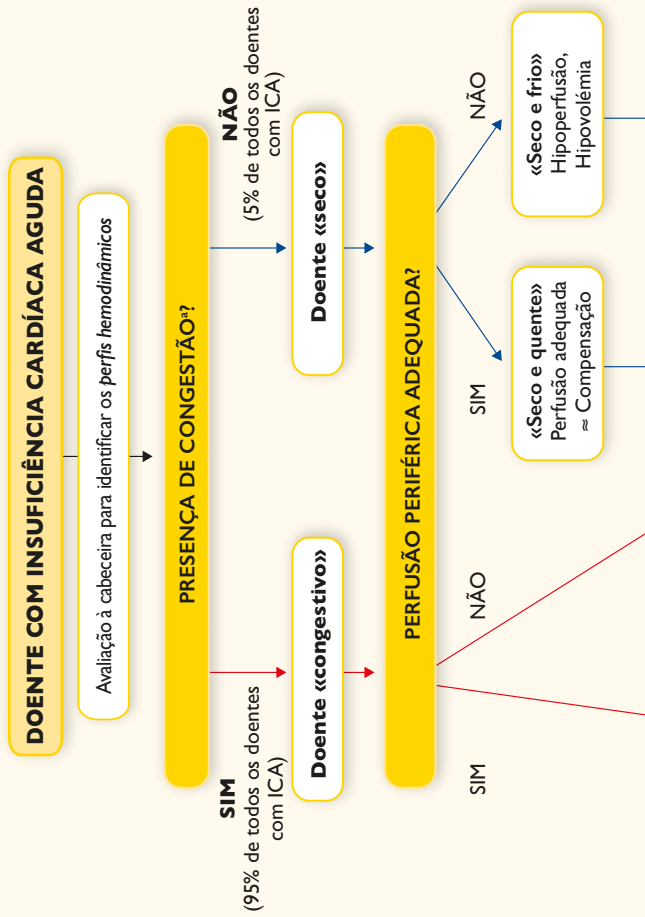 DOENTE COM INSUFICIÊNCIA CARDÍACA AGUDA
Avaliação à cabeceira para identificar os perfis hemodinâmicos
PRESENÇA DE CONGESTÃOª?
SIM
(95% de todos os doentes
com ICA)
NÃO
(5% de todos os doentes
com ICA)
Doente «congestivo»
Doente «seco»
PERFUSÃO PERIFÉRICA ADEQUADA?
SIM
NÃO
SIM
NÃO
«Seco e quente»
Perfusão adequada
≈ Compensação
«Seco e frio»
Hipoperfusão,
Hipovolémia